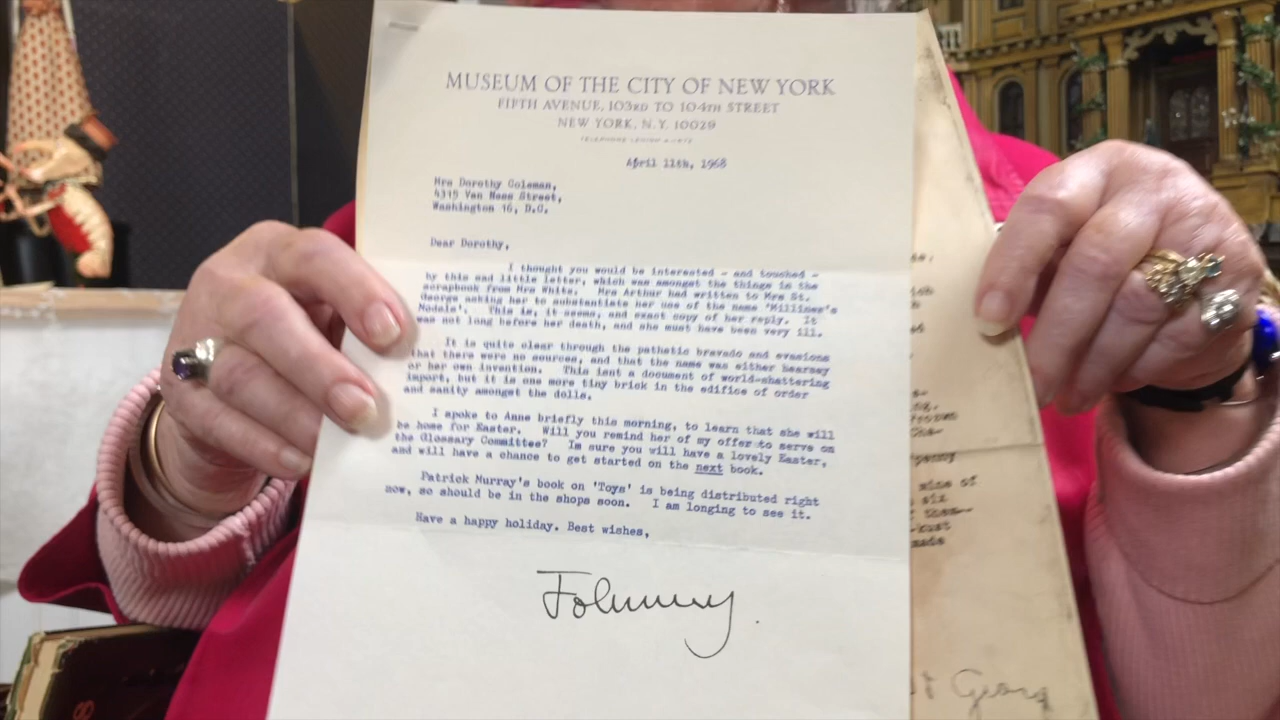 MUSEUM OF THE CITY OF NEW YORK
FIFTH AVENUE, 103RD TO 104TH STREET
NEW YORK, N.Y. 10029
April 11th, 1968
Mrs Dorothy Coleman,
4315 Van Ness Street,
Washington 16, D.C.
Dear Dorothy,
I thought you would be interested - and touched -
by this sad little letter, which was amongst the things in the
scrapbook from Mrs White. Mrs Arthur had written to Mrs St.
George asking her to substantiate her use of the name 'Milliner's
Models'. This is, it seems, and exact copy of her reply. It
was not long before her death, and she must have been very ill.
It is quite clear through the pathetic bravado and evasions
that there were no sources, and that the name was either hearsay
or her own invention. This isnt a document of world-shattering
import, but it is one more tiny brick in the edifice of order
and sanity amongst the dolls.
I spoke to Anne briefly this morning, to learn that she will
be home for Easter. Will you remind her of my offer to serve on
the Glossary Committee? Im sure you will have a lovely Easter,
and will have a chance to get started on the next book.
Patrick Murray's book on 'Toys' is being distributed right
now, so should be in the shops soon. I am longing to see it.
Have a happy holiday. Best wishes,
Johnny.
penny
mine of
six
them--
made
Georg